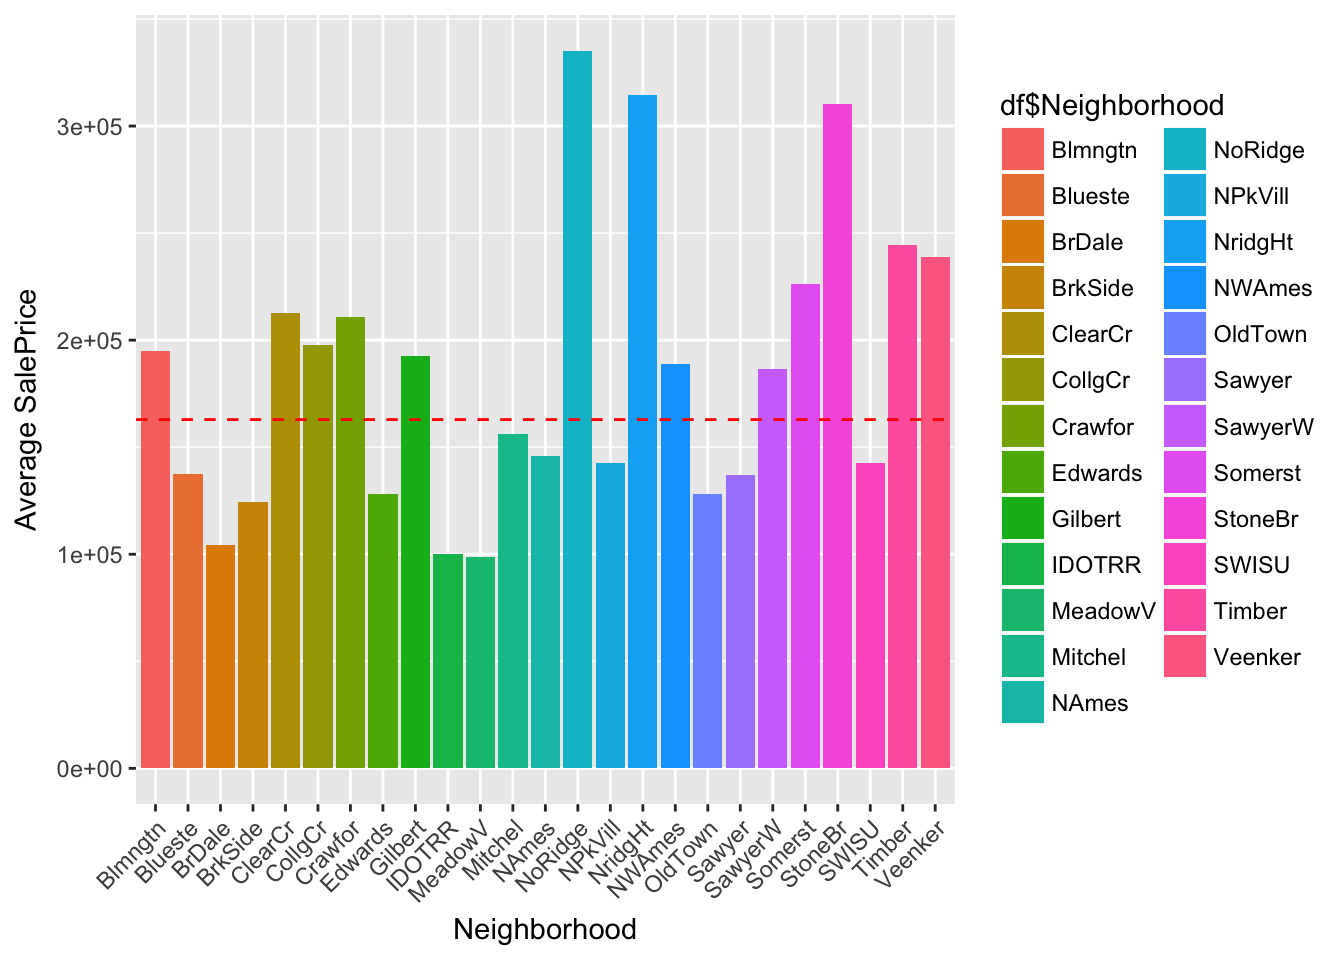 Average SalePrice
3e+05
2e+05
1e+05
0e+00
Blmngtn
Blueste
BrDale
BrkSide
ClearCr
CollgCr
Crawfor
Edwards
Gilbert
IDOTRR
MeadowV
Mitchel
NAmes
NoRidge
NPkVill
NridgHt
NWAmes
OldTown
Sawyer
SawyerW
Somerst
StoneBr
SWISU
Timber
Veenker
Neighborhood
df$Neighborhood
Blmngtn
Blueste
BrDale
BrkSide
ClearCr
CollgCr
Crawfor
Edwards
Gilbert
IDOTRR
MeadowV
Mitchel
NAmes
NoRidge
NPkVill
NridgHt
NWAmes
OldTown
Sawyer
SawyerW
Somerst
StoneBr
SWISU
Timber
Veenker